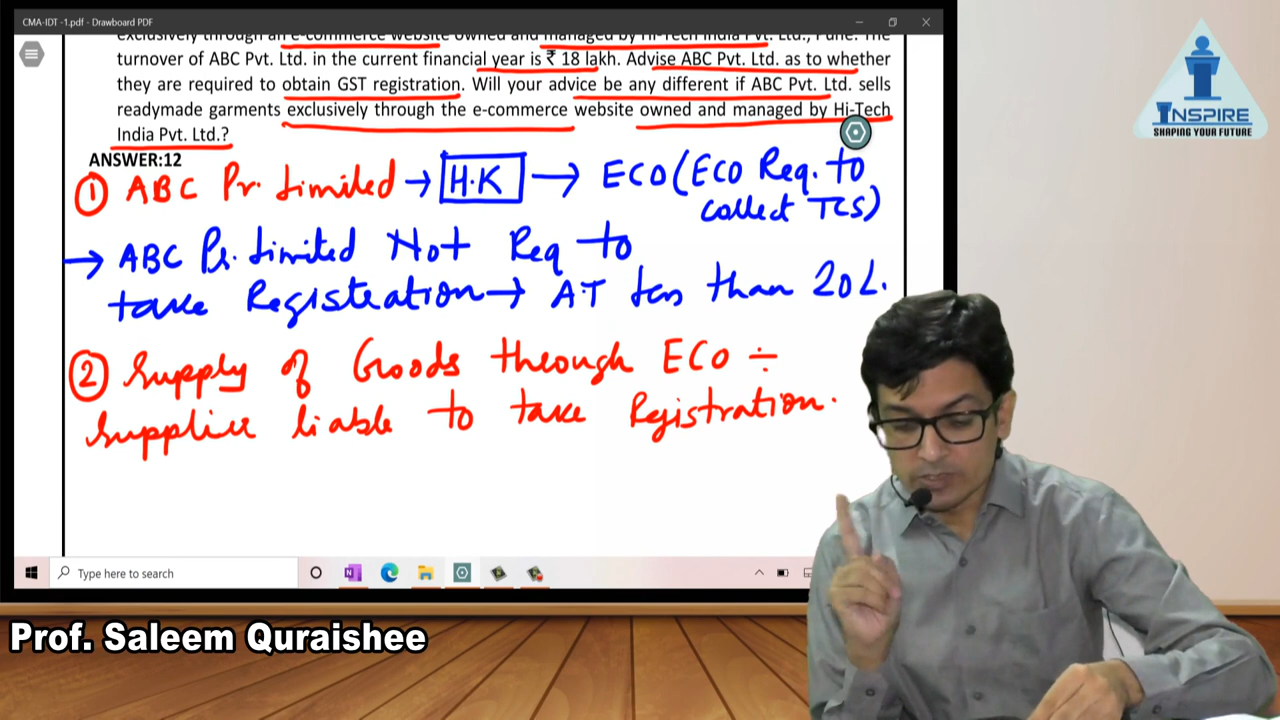 CMA-IDT -1.pdf - Drawboard PDF
exclusively through an e-commerce website owned and managed by Hi-Tech India Pvt. Ltd., Pune. The
turnover of ABC Pvt. Ltd. in the current financial year is ₹ 18 lakh. Advise ABC Pvt. Ltd. as to whether
they are required to obtain GST registration. Will your advice be any different if ABC Pvt. Ltd. sells
readymade garments exclusively through the e-commerce website owned and managed by Hi-Tech
India Pvt. Ltd.?
INSPIRE
SHAPING YOUR FUTURE
ANSWER:12
① ABC Pr. Limited → H.K → ECO (ECO Req. to
collect TCS)
→ ABC Pr. Limited Not Req to
take Registration → A.T less than 20L.
② Supply of Goods through ECO ÷
Supplier liable to take Registration.
Type here to search
Prof. Saleem Quraishee